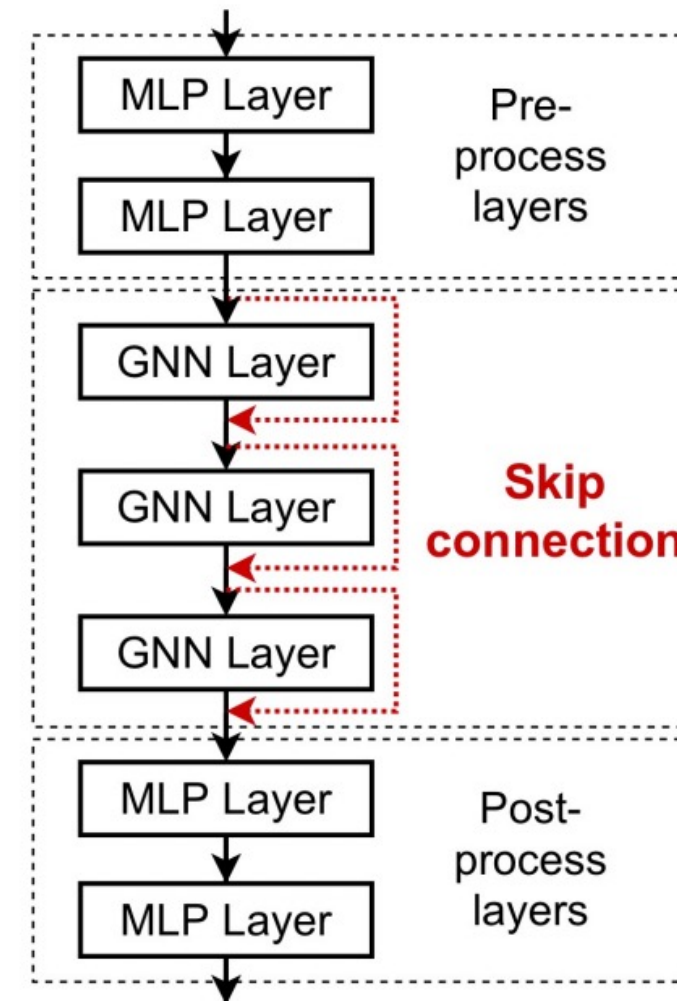 MLP Layer
Pre-
process
layers
MLP Layer
GNN Layer
GNN Layer
Skip
connection
GNN Layer
MLP Layer
Post-
process
layers
MLP Layer